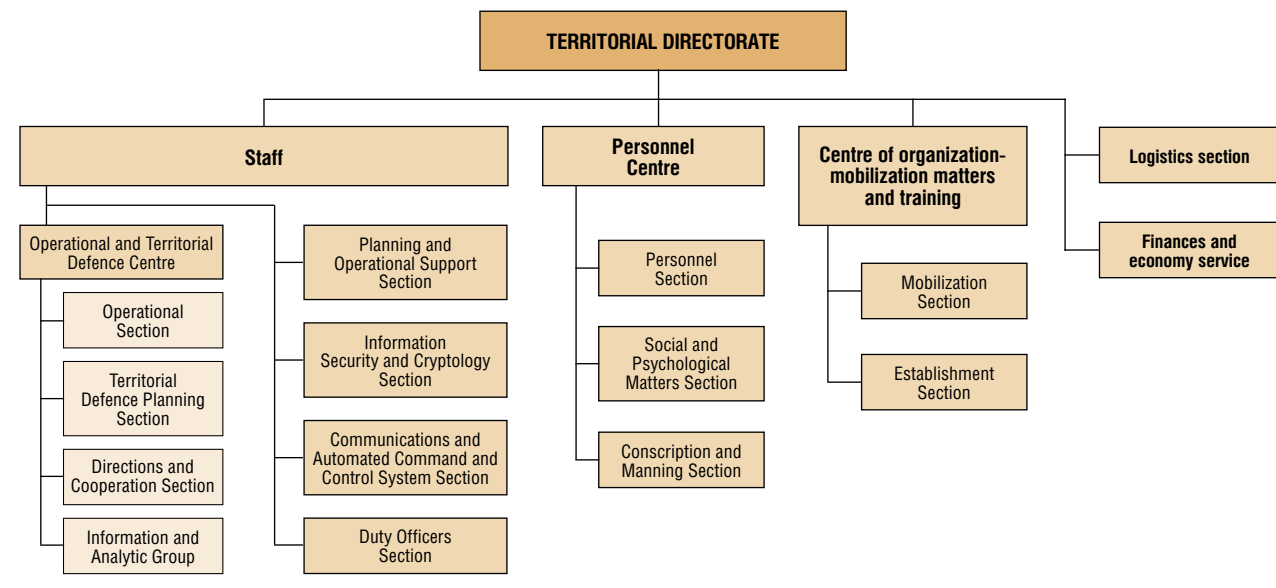 TERRITORIAL DIRECTORATE
Staff
Operational and Territorial
Defence Centre
Operational
Section
Territorial
Defence Planning
Section
Directions and
Cooperation Section
Information and
Analytic Group
Planning and
Operational Support
Section
Information
Security and Cryptology
Section
Communications and
Automated Command and
Control System Section
Duty Officers
Section
Personnel
Centre
Personnel
Section
Social and
Psychological
Matters Section
Conscription and
Manning Section
Centre of organization-
mobilization matters
and training
Mobilization
Section
Establishment
Section
Logistics section
Finances and
economy service